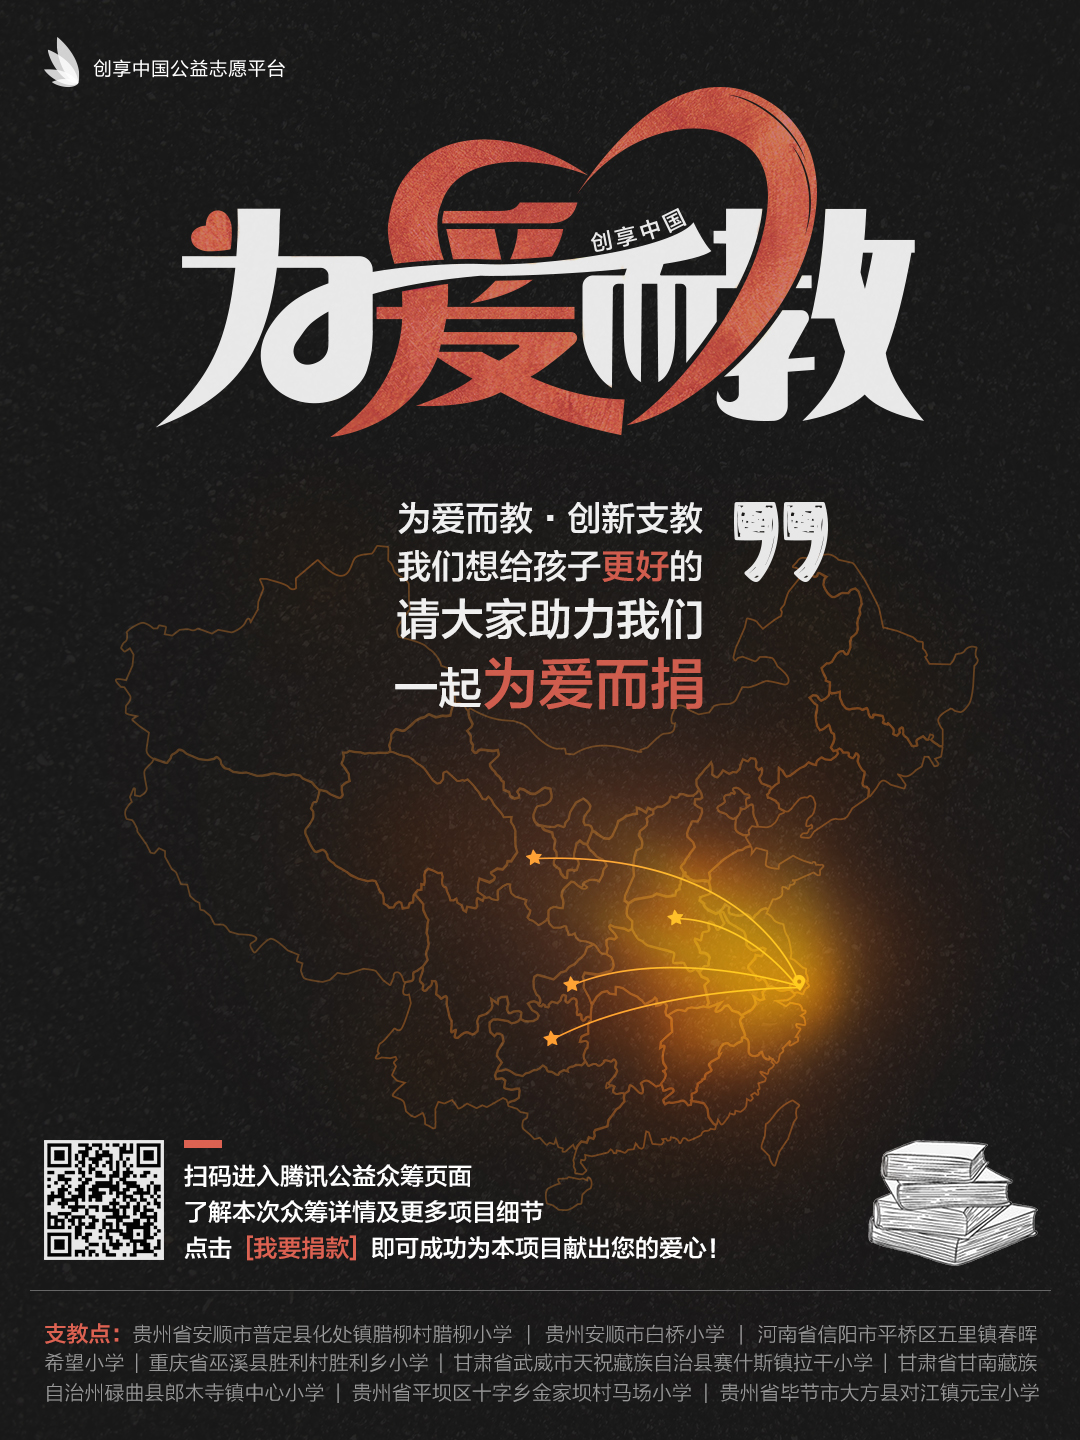 创享中国公益志愿平台
为爱而教
创享中国
为爱而教·创新支教
我们想给孩子更好的
请大家助力我们
一起为爱而捐
扫码进入腾讯公益众筹页面
了解本次众筹详情及更多项目细节
点击［我要捐款］即可成功为本项目献出您的爱心！
支教点：贵州省安顺市普定县化处镇腊柳村腊柳小学 | 贵州安顺市白桥小学 | 河南省信阳市平桥区五里镇春晖
希望小学 | 重庆省巫溪县胜利村胜利乡小学 | 甘肃省武威市天祝藏族自治县赛什斯镇拉干小学 | 甘肃省甘南藏族
自治州碌曲县郎木寺镇中心小学 | 贵州省平坝区十字乡金家坝村马场小学 | 贵州省毕节市大方县对江镇元宝小学